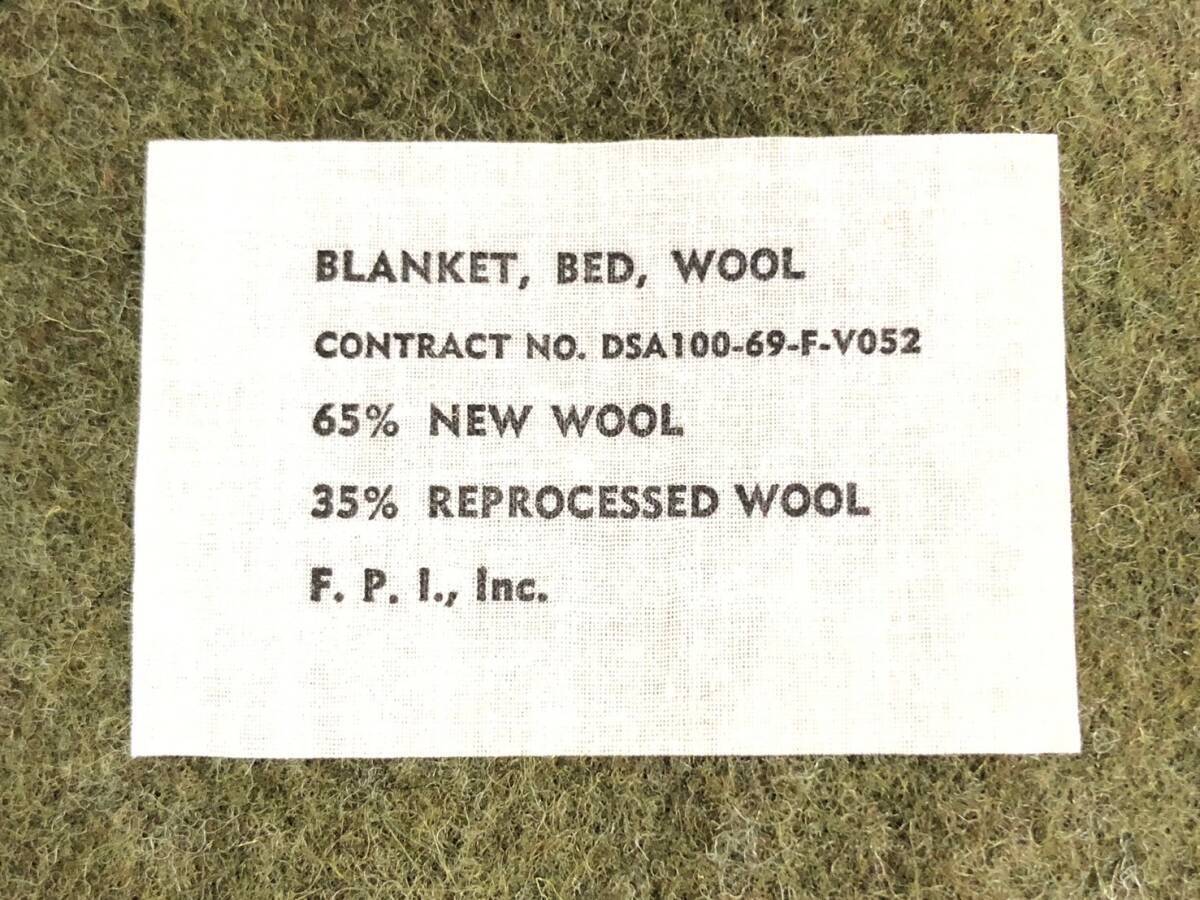 BLANKET, BED, WOOL
CONTRACT NO. DSA100-69-F-V052
65% NEW WOOL
35% REPROCESSED WOOL
F. P. I., Inc.